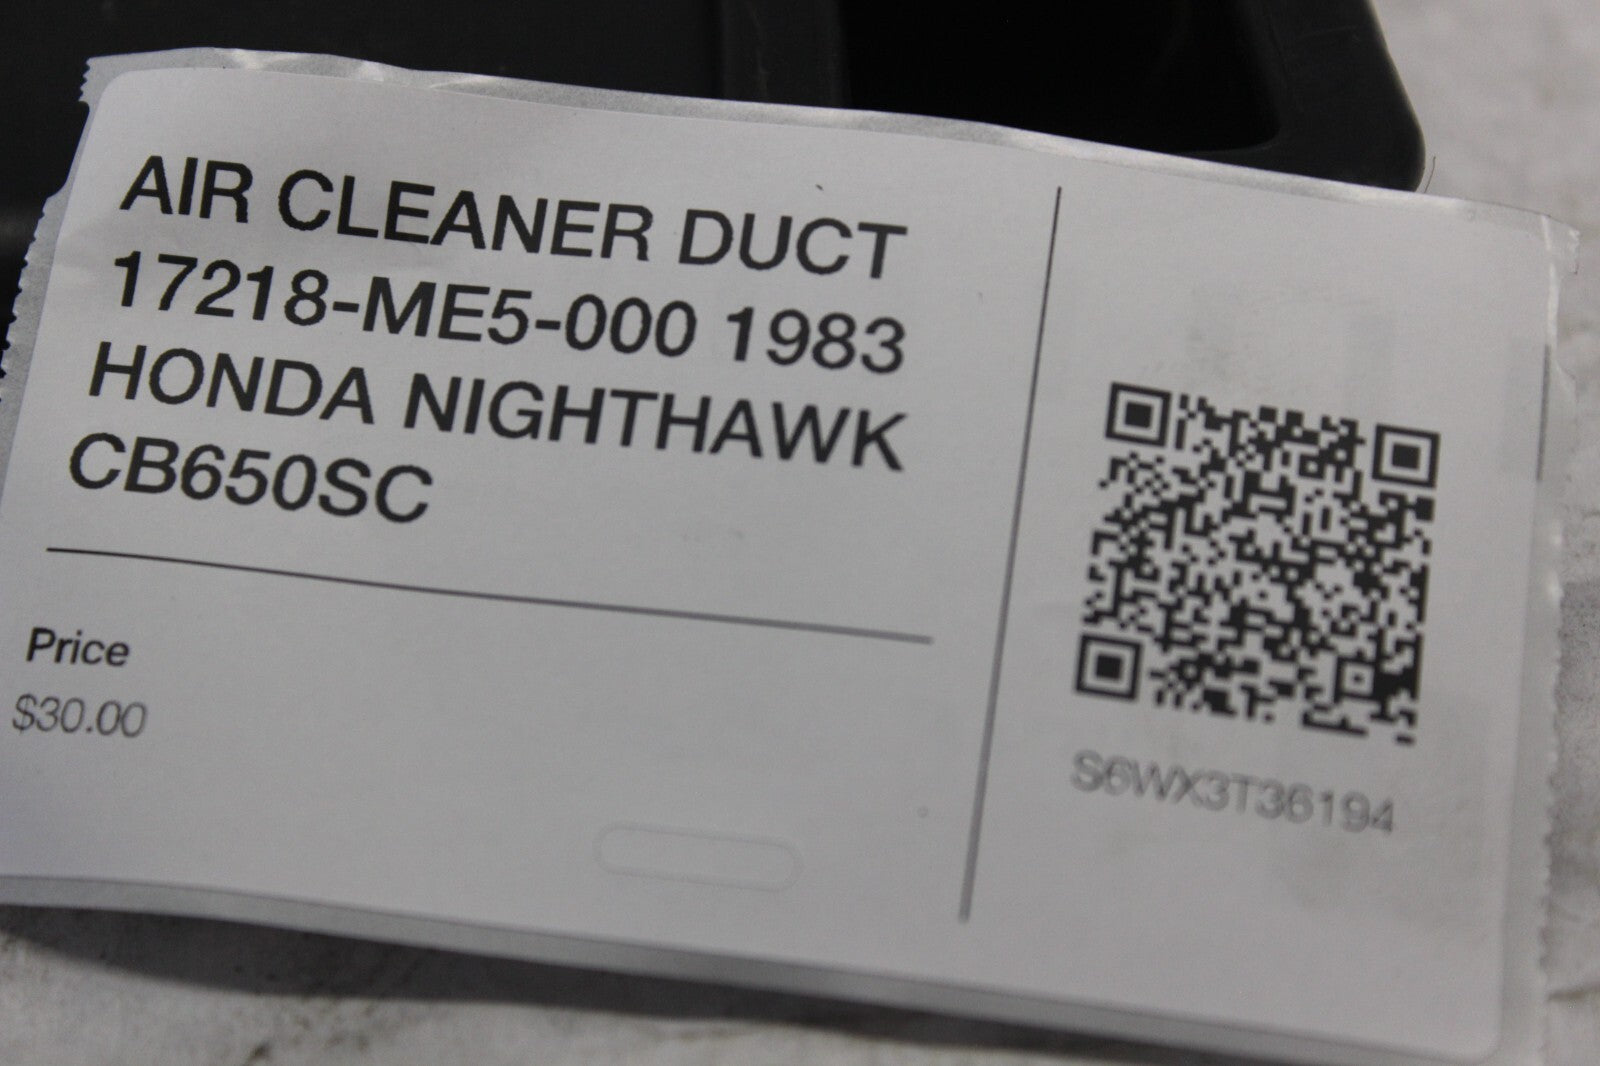 AIR CLEANER DUCT
17218-ME5-000 1983
HONDA NIGHTHAWK
CB650SC
Price
$30.00
S6WX3T36194